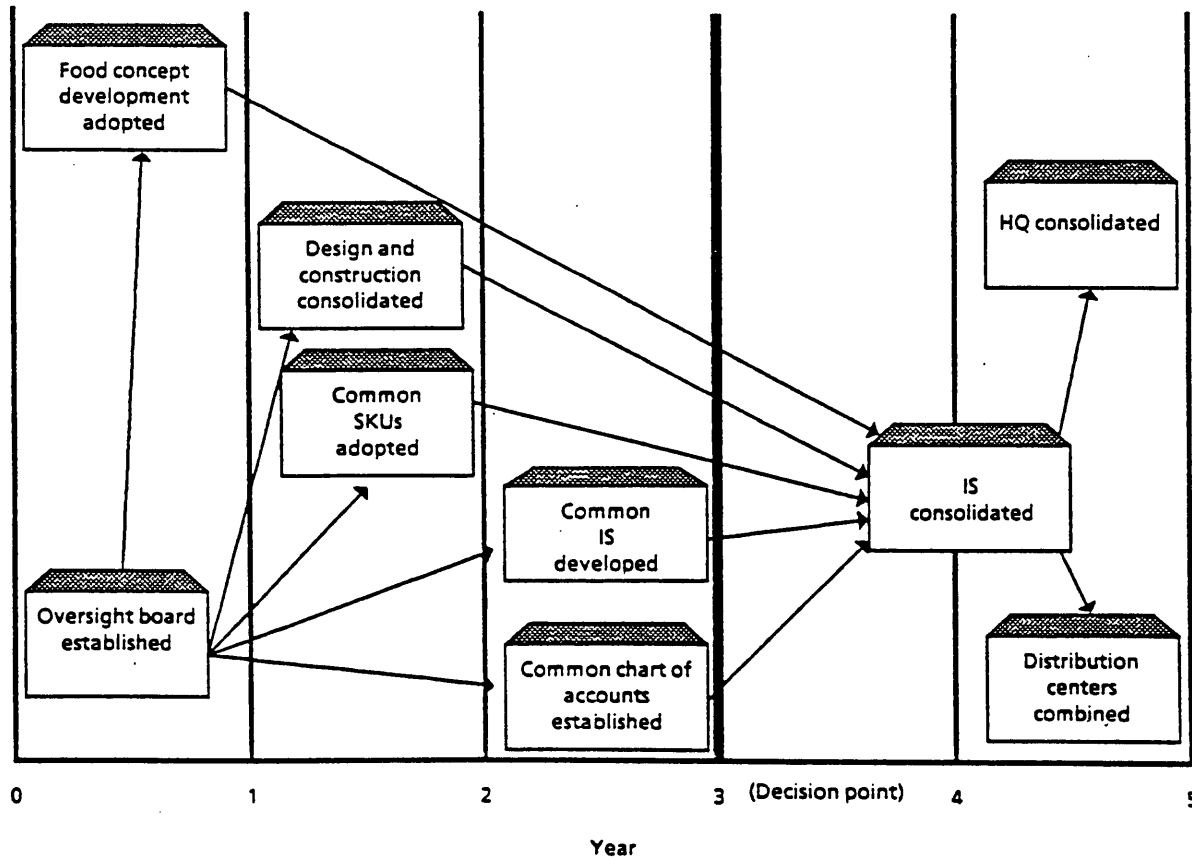 Food concept
development
adopted
Design and
construction
consolidated
HQ consolidated
Common
SKUs
adopted
IS
consolidated
Common
IS
developed
Oversight board
established
Common chart of
accounts
established
Distribution
centers
combined
0 1 2 3 (Decision point) 4 5
Year